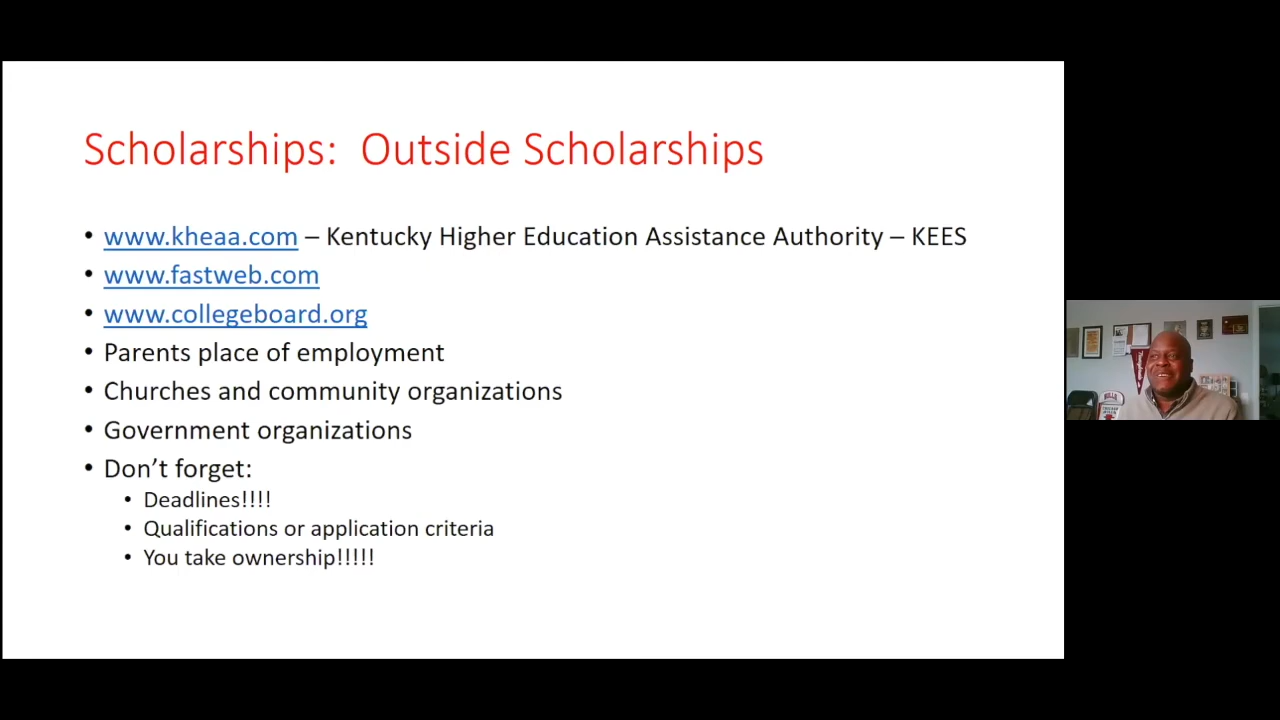 Scholarships: Outside Scholarships
• www.kheaa.com – Kentucky Higher Education Assistance Authority – KEES
• www.fastweb.com
• www.collegeboard.org
• Parents place of employment
• Churches and community organizations
• Government organizations
• Don’t forget:
• Deadlines!!!!
• Qualifications or application criteria
• You take ownership!!!!!